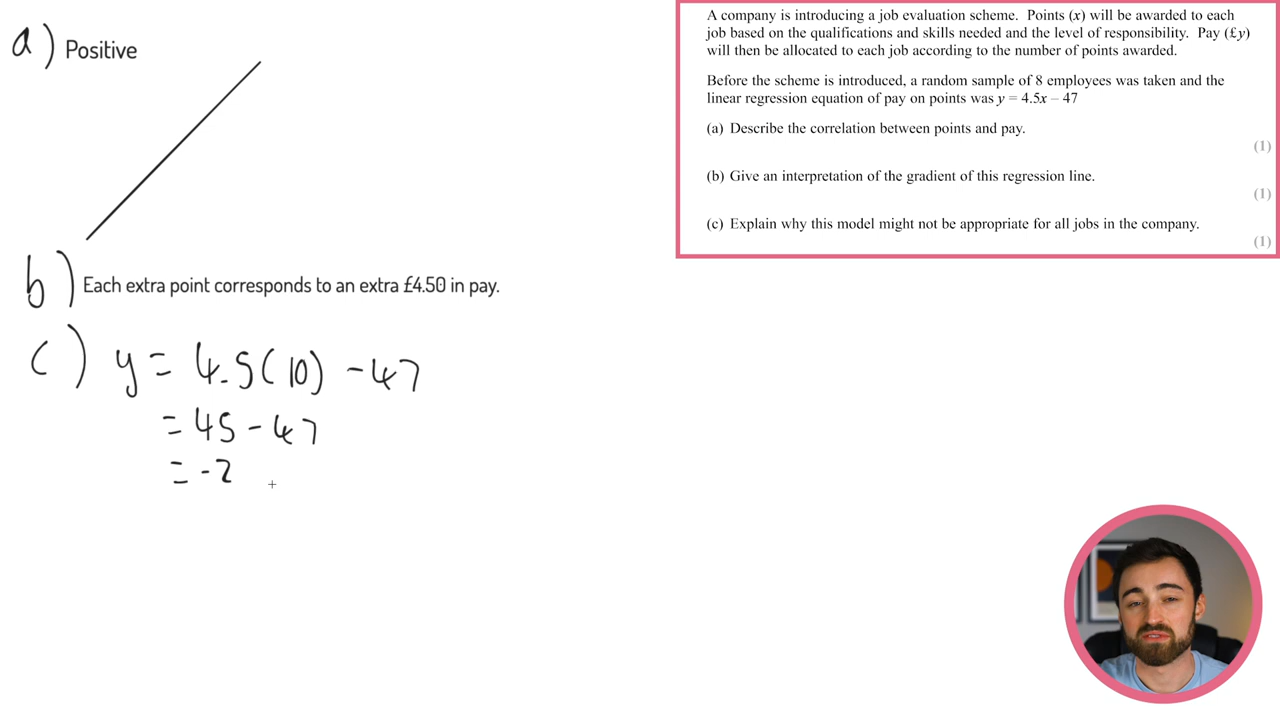 a) Positive
b) Each extra point corresponds to an extra £4.50 in pay.
c) y = 4.5(10) - 47
= 45 - 47
= -2
A company is introducing a job evaluation scheme. Points (x) will be awarded to each
job based on the qualifications and skills needed and the level of responsibility. Pay (£y)
will then be allocated to each job according to the number of points awarded.
Before the scheme is introduced, a random sample of 8 employees was taken and the
linear regression equation of pay on points was y = 4.5x – 47
(a) Describe the correlation between points and pay.
(1)
(b) Give an interpretation of the gradient of this regression line.
(1)
(c) Explain why this model might not be appropriate for all jobs in the company.
(1)